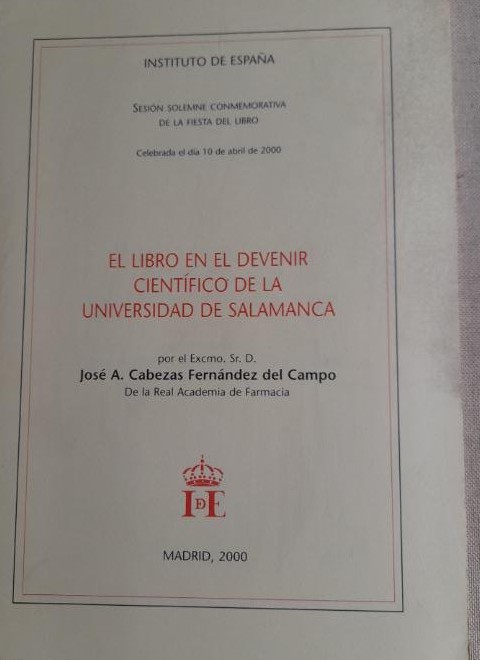 INSTITUTO DE ESPAÑA
SESIÓN SOLEMNE CONMEMORATIVA
DE LA FIESTA DEL LIBRO
Celebrada el día 10 de abril de 2000
EL LIBRO EN EL DEVENIR
CIENTÍFICO DE LA
UNIVERSIDAD DE SALAMANCA
por el Excmo. Sr. D.
José A. Cabezas Fernández del Campo
De la Real Academia de Farmacia
IDE
MADRID, 2000